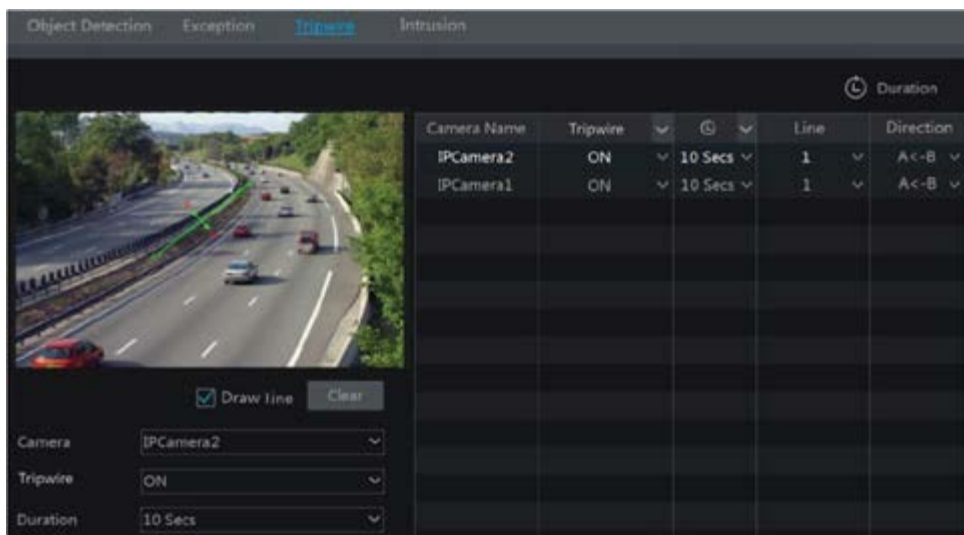 Object Detection Exception Tripwire Intrusion
Duration
Camera Name Tripwire Line Direction
IPCamera2 ON 10 Secs 1 A<-B
IPCamera1 ON 10 Secs 1 A<-B
Draw line Clear
Camera IPCamera2
Tripwire ON
Duration 10 Secs